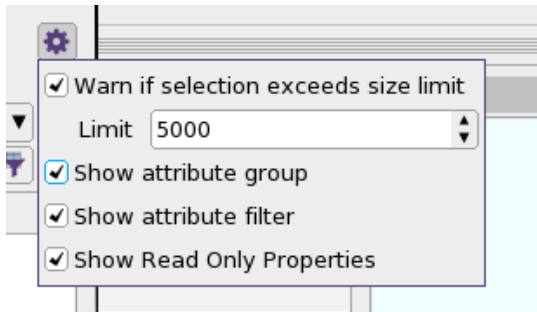 Warn if selection exceeds size limit
Limit 5000
Show attribute group
Show attribute filter
Show Read Only Properties